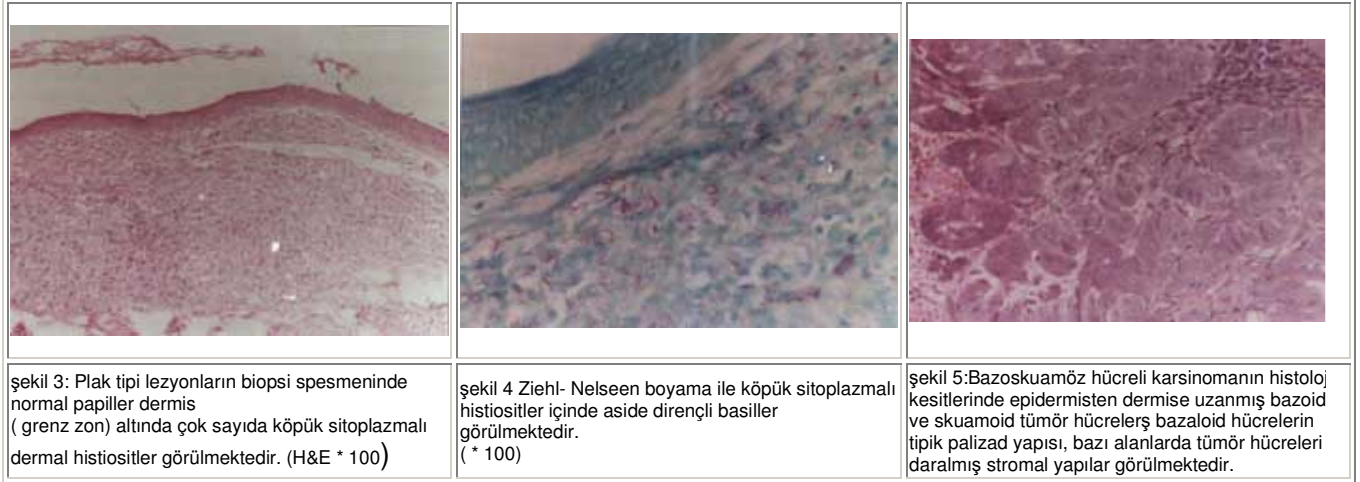 şekil 3: Plak tipi lezyonların biopsi spesmeninde
normal papiller dermis
( grenz zon) altında çok sayıda köpük sitoplazmalı
dermal histiositler görülmektedir. (H&E * 100)
şekil 4 Ziehl- Nelseen boyama ile köpük sitoplazmalı
histiositler içinde aside dirençli basiller
görülmektedir.
( * 100)
şekil 5:Bazoskuamöz hücreli karsinomanın histoloj
kesitlerinde epidermisten dermise uzanmış bazoid
ve skuamoid tümör hücrelerş bazaloid hücrelerin
tipik palizad yapısı, bazı alanlarda tümör hücreleri
daralmış stromal yapılar görülmektedir.